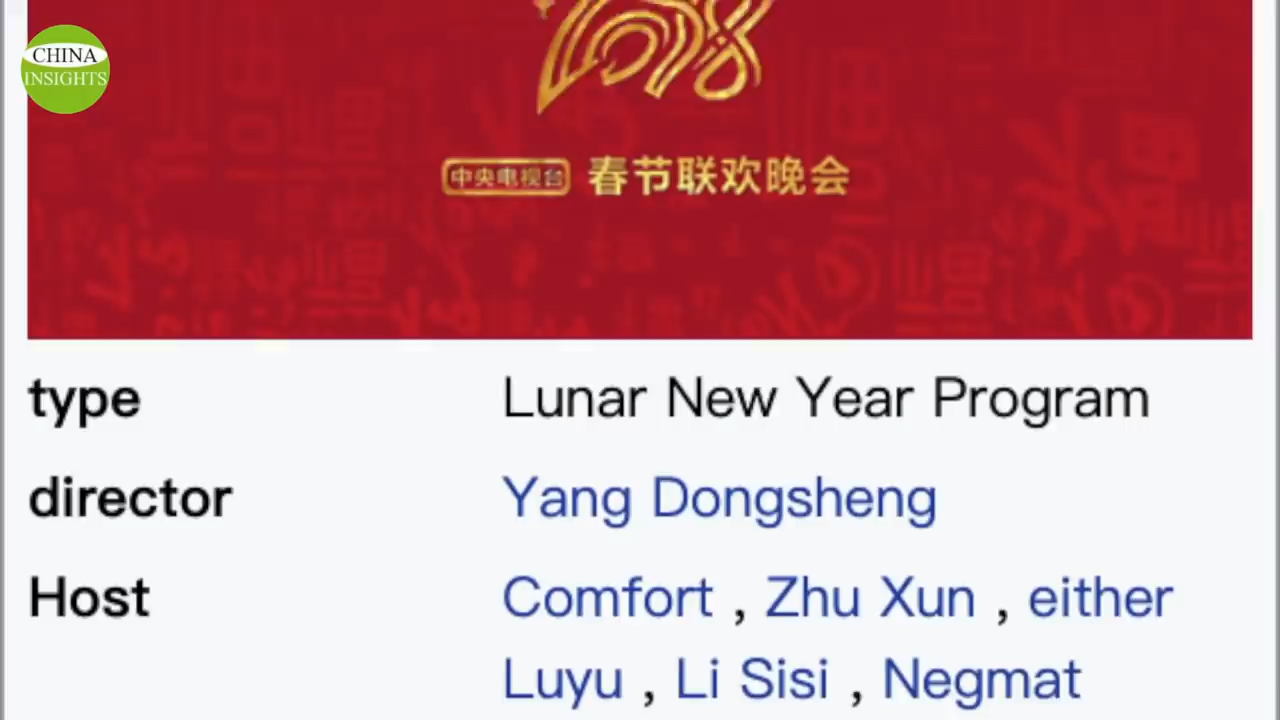 CHINA
INSIGHTS
2018
中央电视台 春节联欢晚会
type Lunar New Year Program
director Yang Dongsheng
Host Comfort , Zhu Xun , either
Luyu , Li Sisi , Negmat